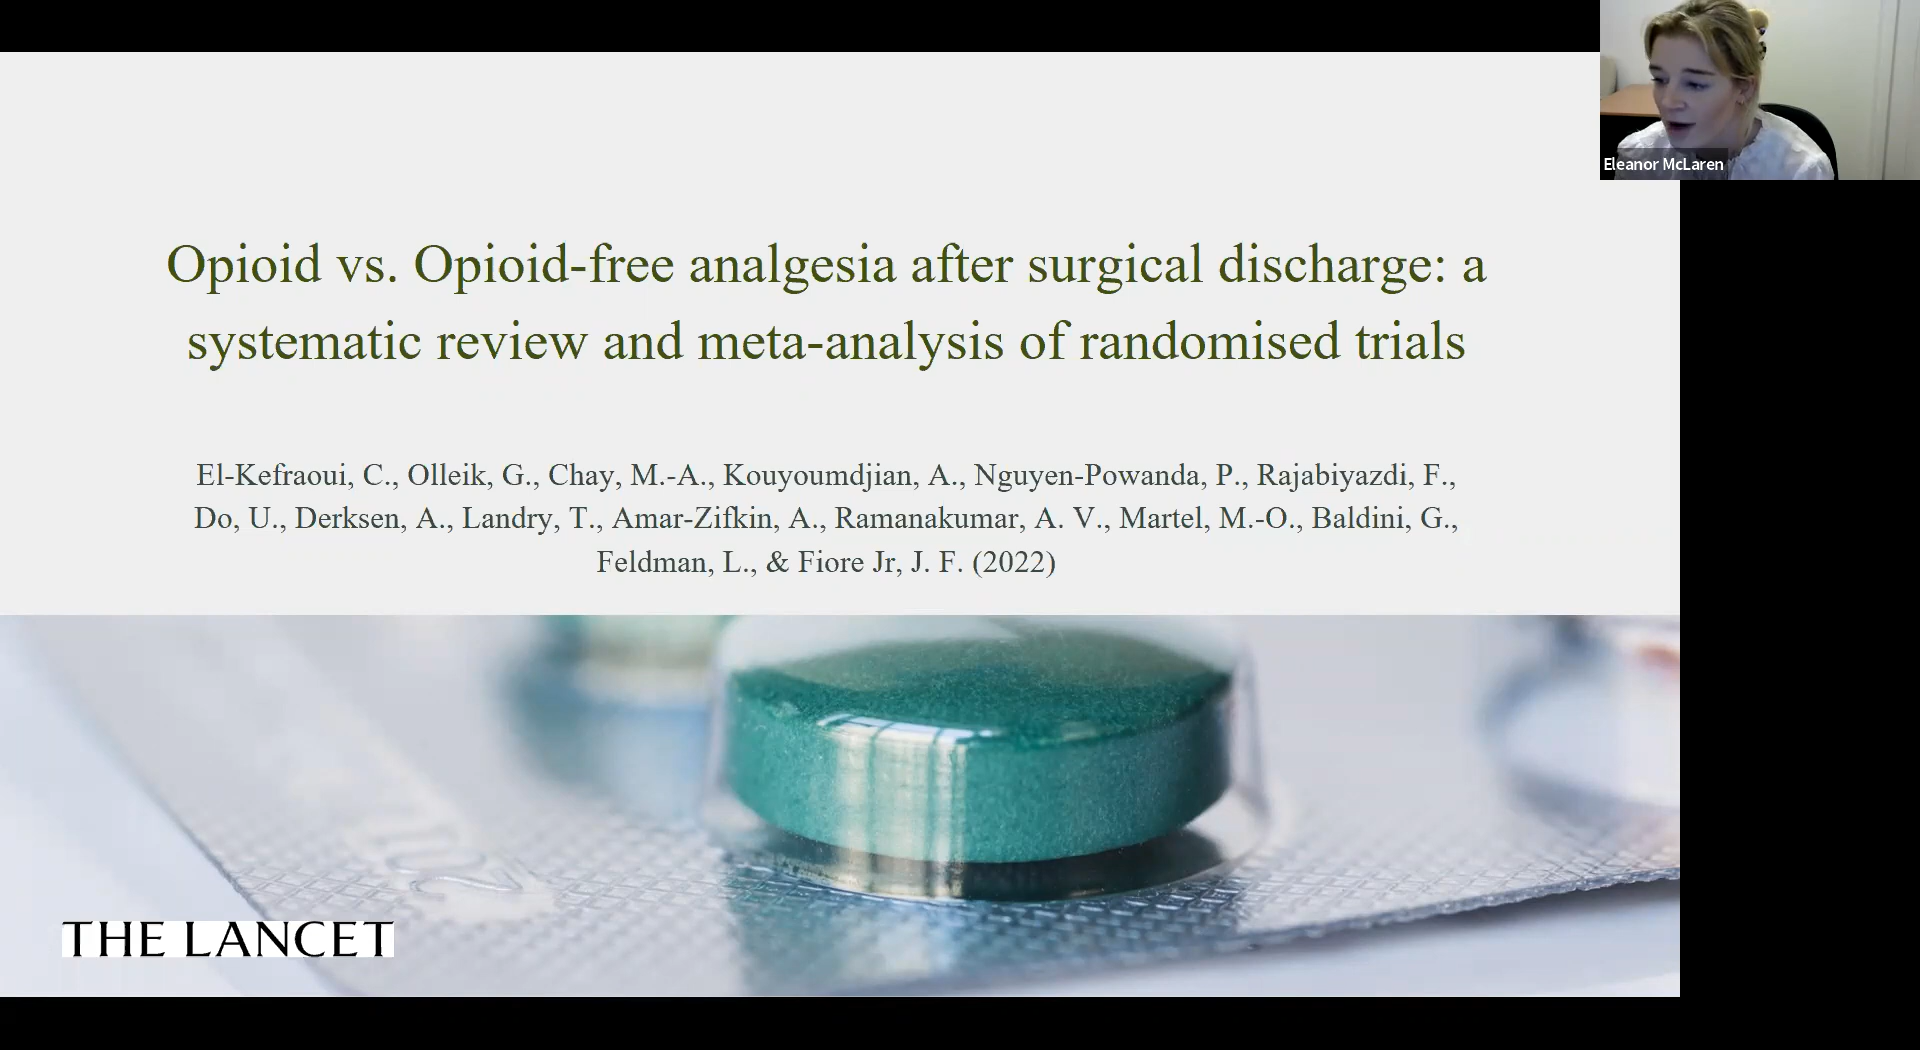 Eleanor McLaren
Opioid vs. Opioid-free analgesia after surgical discharge: a
systematic review and meta-analysis of randomised trials
El-Kefraoui, C., Olleik, G., Chay, M.-A., Kouyoumdjian, A., Nguyen-Powanda, P., Rajabiyazdi, F.,
Do, U., Derksen, A., Landry, T., Amar-Zifkin, A., Ramanakumar, A. V., Martel, M.-O., Baldini, G.,
Feldman, L., & Fiore Jr, J. F. (2022)
THE LANCET